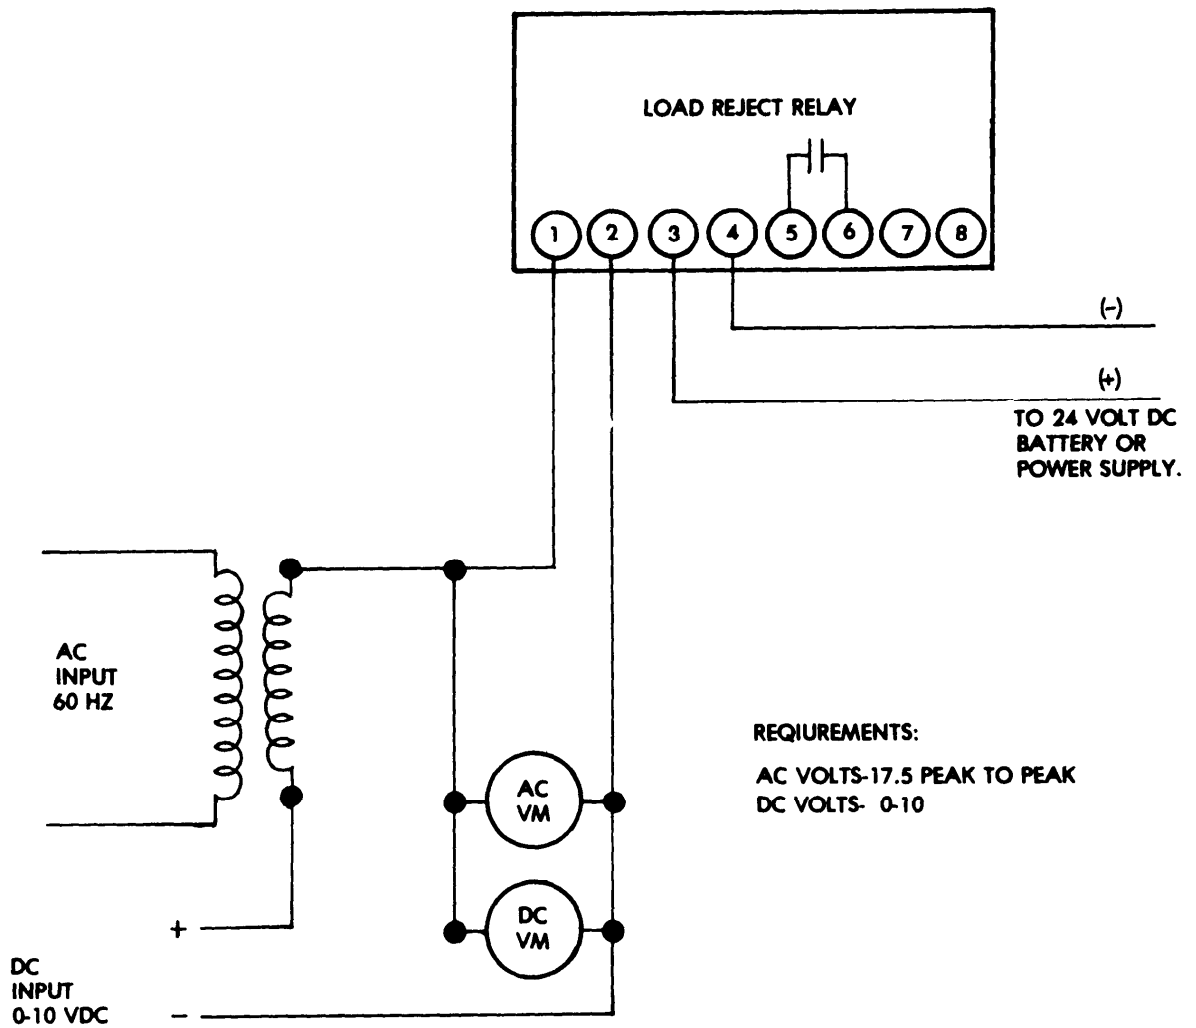 LOAD REJECT RELAY
1 2 3 4 5 6 7 8
(-)
(+)
TO 24 VOLT DC
BATTERY OR
POWER SUPPLY.
AC
INPUT
60 HZ
REQIUREMENTS:
AC VOLTS-17.5 PEAK TO PEAK
DC VOLTS- 0-10
AC
VM
DC
VM
+
DC
INPUT
0-10 VDC -